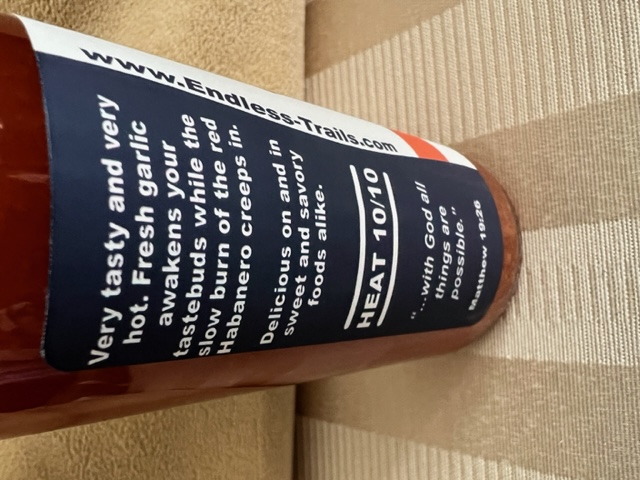 www.Endless-Trails.com
Very tasty and very
hot. Fresh garlic
awakens your
tastebuds while the
slow burn of the red
Habanero creeps in.
Delicious on and in
sweet and savory
foods alike.
HEAT 10/10
"...with God all
things are
possible."
Matthew 19:26